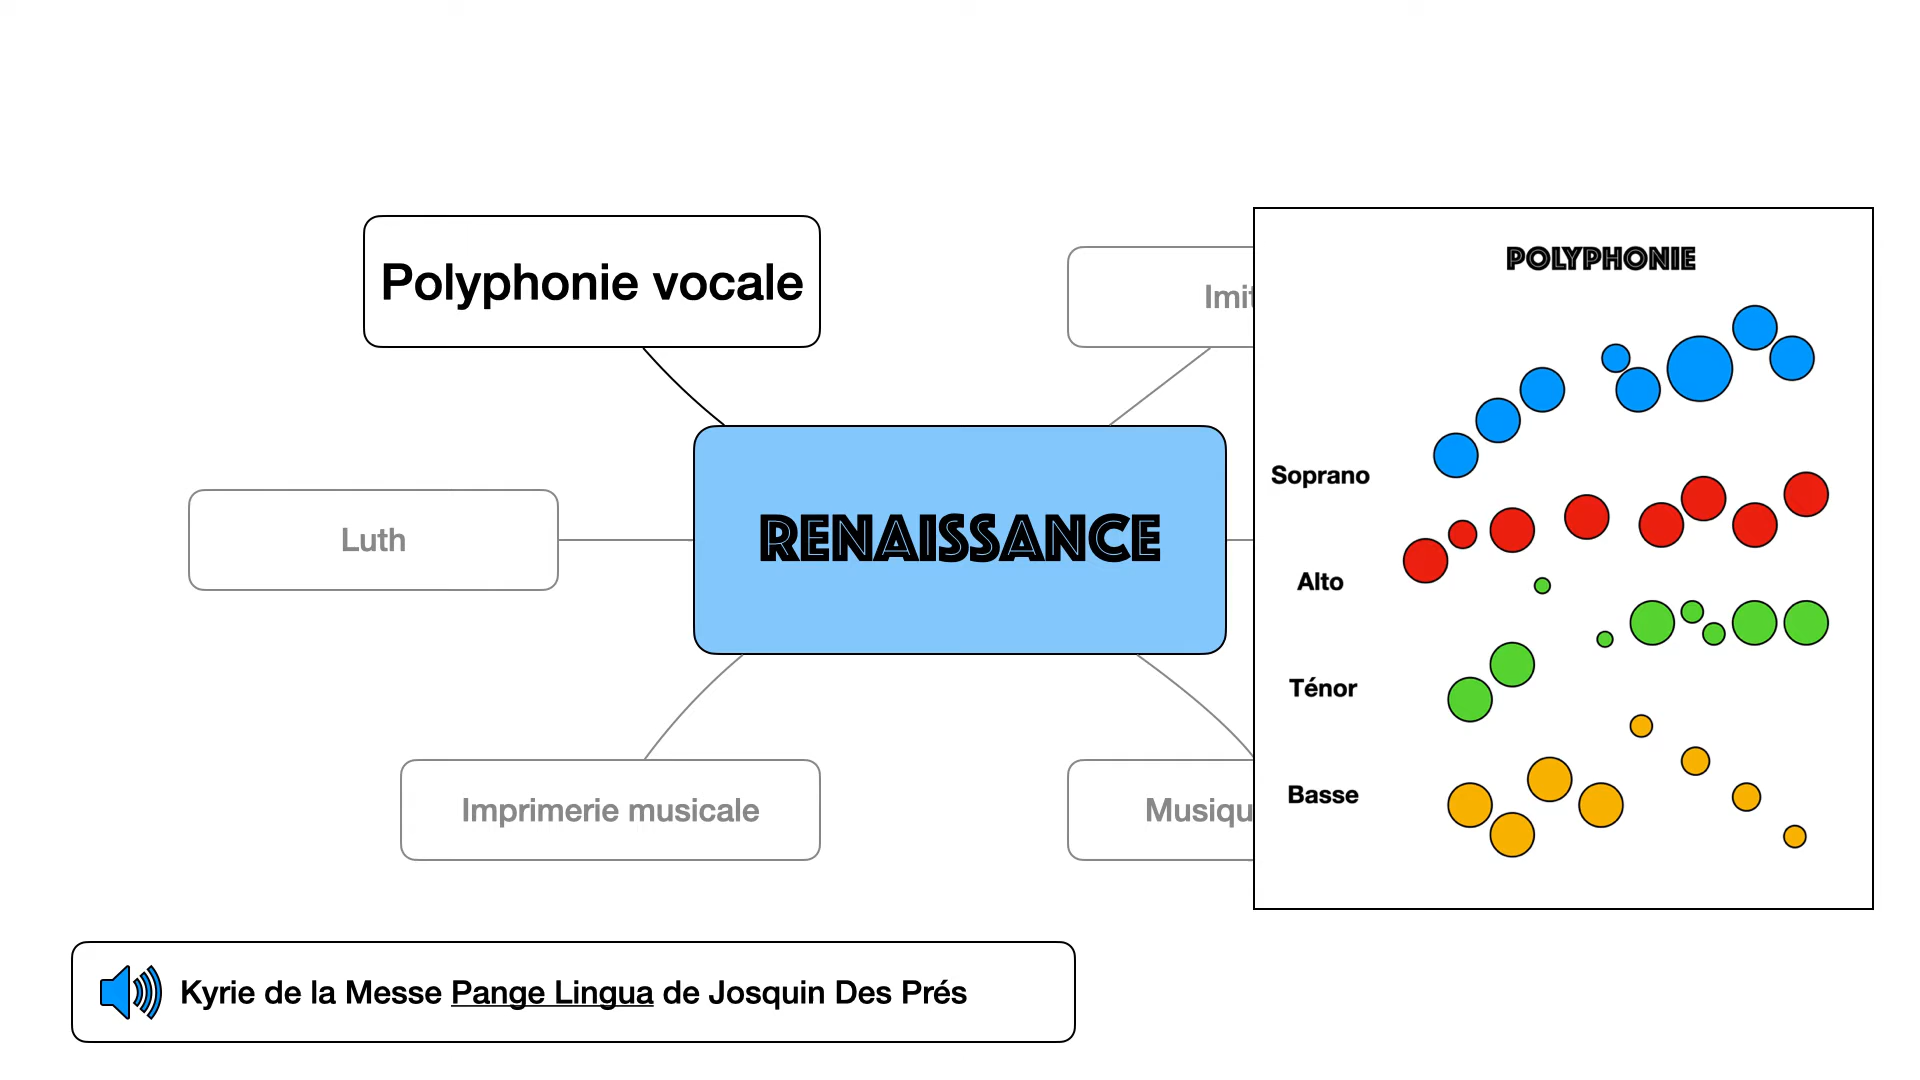 Polyphonie vocale
Imit
POLYPHONIE
Soprano
Luth
RENAISSANCE
Alto
Ténor
Basse
Imprimerie musicale
Musiqu
Kyrie de la Messe Pange Lingua de Josquin Des Prés